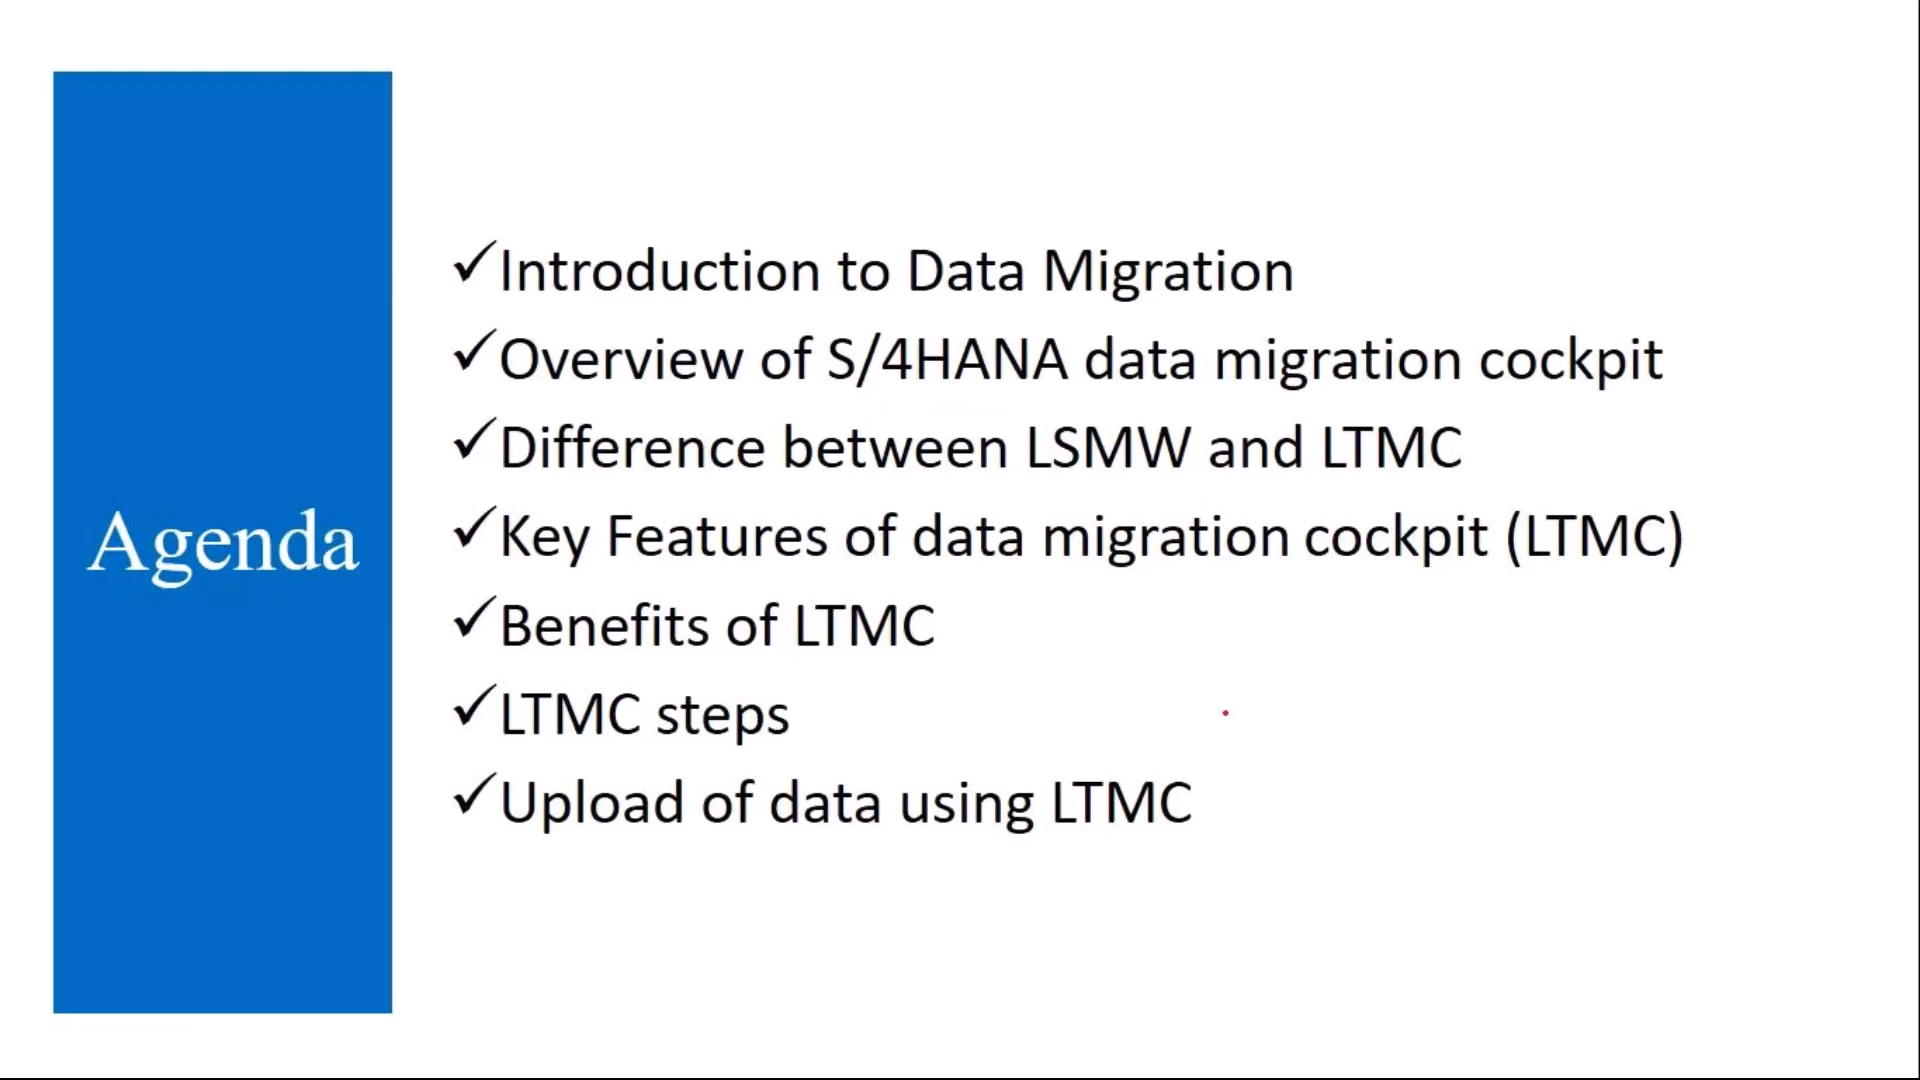 Agenda
✓Introduction to Data Migration
✓Overview of S/4HANA data migration cockpit
✓Difference between LSMW and LTMC
✓Key Features of data migration cockpit (LTMC)
✓Benefits of LTMC
✓LTMC steps
✓Upload of data using LTMC